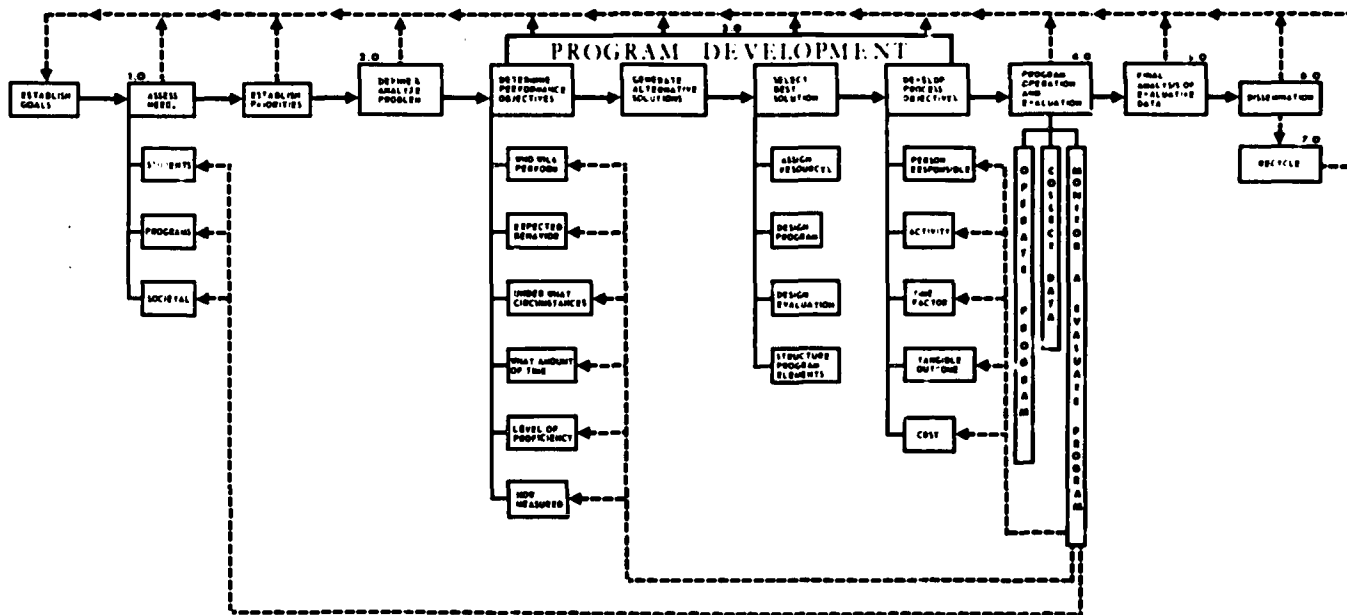 3.0
PROGRAM DEVELOPMENT
ESTABLISH
GOALS
1.0
ASSESS
ESTABLISH
PRIORITIES
2.0
DEFINE &
ANALYZE
PROBLEM
DETERMINE
PERFORMANCE
OBJECTIVES
GENERATE
ALTERNATIVE
SOLUTIONS
SELECT
BEST
SOLUTION
DEVELOP
PROCESS
OBJECTIVES
4.0
PROGRAM
OPERATION
AND
EVALUATION
5.0
FINAL
ANALYSIS OF
EVALUATIVE
DATA
6.0
DISSEMINATION
7.0
RECYCLE
STUDENTS
PROGRAMS
SOCIETAL
WHO WILL
PERFORM
EXPECTED
BEHAVIOR
UNDER WHAT
CIRCUMSTANCES
WHAT AMOUNT
OF TIME
LEVEL OF
PROFICIENCY
HOW
MEASURED
ASSIGN
RESOURCES
DESIGN
PROGRAM
DESIGN
EVALUATION
STRUCTURE
PROGRAM
ELEMENTS
PERSON
RESPONSIBLE
ACTIVITY
TIME
FACTOR
TANGIBLE
OUTCOME
COST
OPERATE PROGRAM
COLLECT DATA
MONITOR & EVALUATE PROGRAM